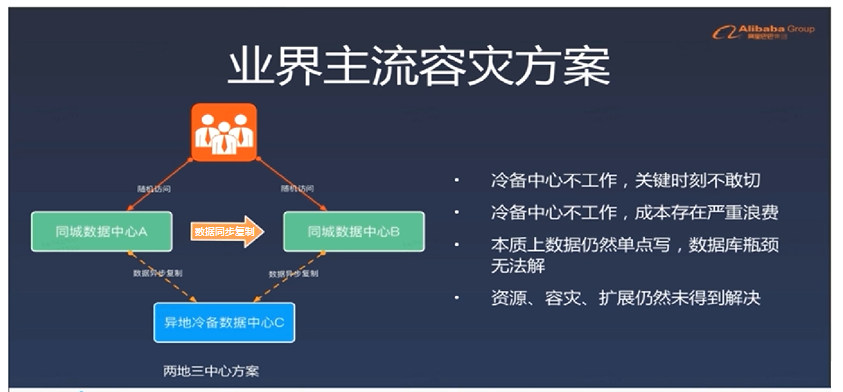 Alibaba Group
业界主流容灾方案
随机访问
随机访问
同城数据中心A
数据同步复制
同城数据中心B
数据异步复制
数据异步复制
异地冷备数据中心C
两地三中心方案
• 冷备中心不工作，关键时刻不敢切
• 冷备中心不工作，成本存在严重浪费
• 本质上数据仍然单点写，数据库瓶颈
无法解
• 资源、容灾、扩展仍然未得到解决